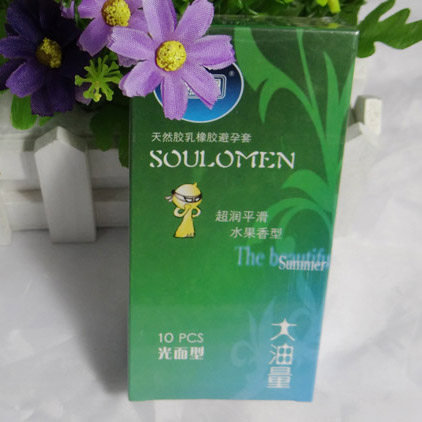 天然胶乳橡胶避孕套
SOULOMEN
超润平滑
水果香型
The beautiful
Summer
10 PCS
光面型
大油量